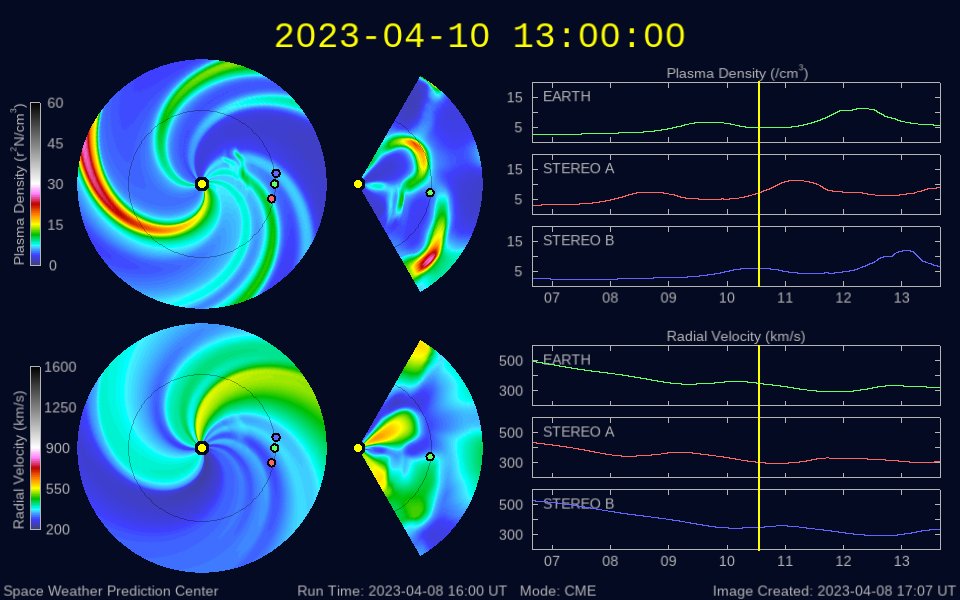 2023-04-10 13:00:00
Plasma Density (r²N/cm³)
60
45
30
15
0
Plasma Density (/cm³)
EARTH
15
5
STEREO A
15
5
STEREO B
15
5
07 08 09 10 11 12 13
Radial Velocity (km/s)
1600
1250
900
550
200
Radial Velocity (km/s)
EARTH
500
300
STEREO A
500
300
STEREO B
500
300
07 08 09 10 11 12 13
Space Weather Prediction Center Run Time: 2023-04-08 16:00 UT Mode: CME Image Created: 2023-04-08 17:07 UT